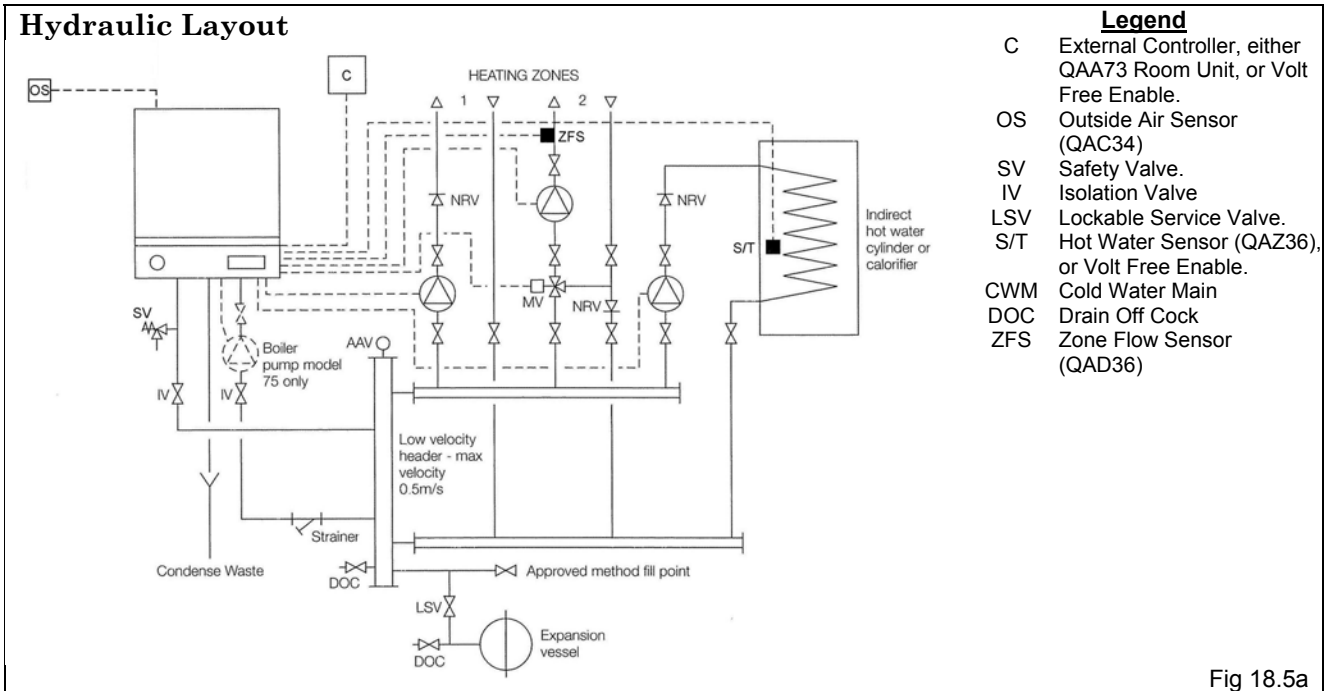 Hydraulic Layout
OS
C
HEATING ZONES
1
2
ZFS
NRV
NRV
S/T
Indirect
hot water
cylinder or
calorifier
MV
NRV
SV
Boiler
pump model
75 only
AAV
IV
IV
Low velocity
header - max
velocity
0.5m/s
Strainer
Condense Waste
DOC
Approved method fill point
LSV
DOC
Expansion
vessel
Legend
C External Controller, either
QAA73 Room Unit, or Volt
Free Enable.
OS Outside Air Sensor
(QAC34)
SV Safety Valve.
IV Isolation Valve
LSV Lockable Service Valve.
S/T Hot Water Sensor (QAZ36),
or Volt Free Enable.
CWM Cold Water Main
DOC Drain Off Cock
ZFS Zone Flow Sensor
(QAD36)
Fig 18.5a